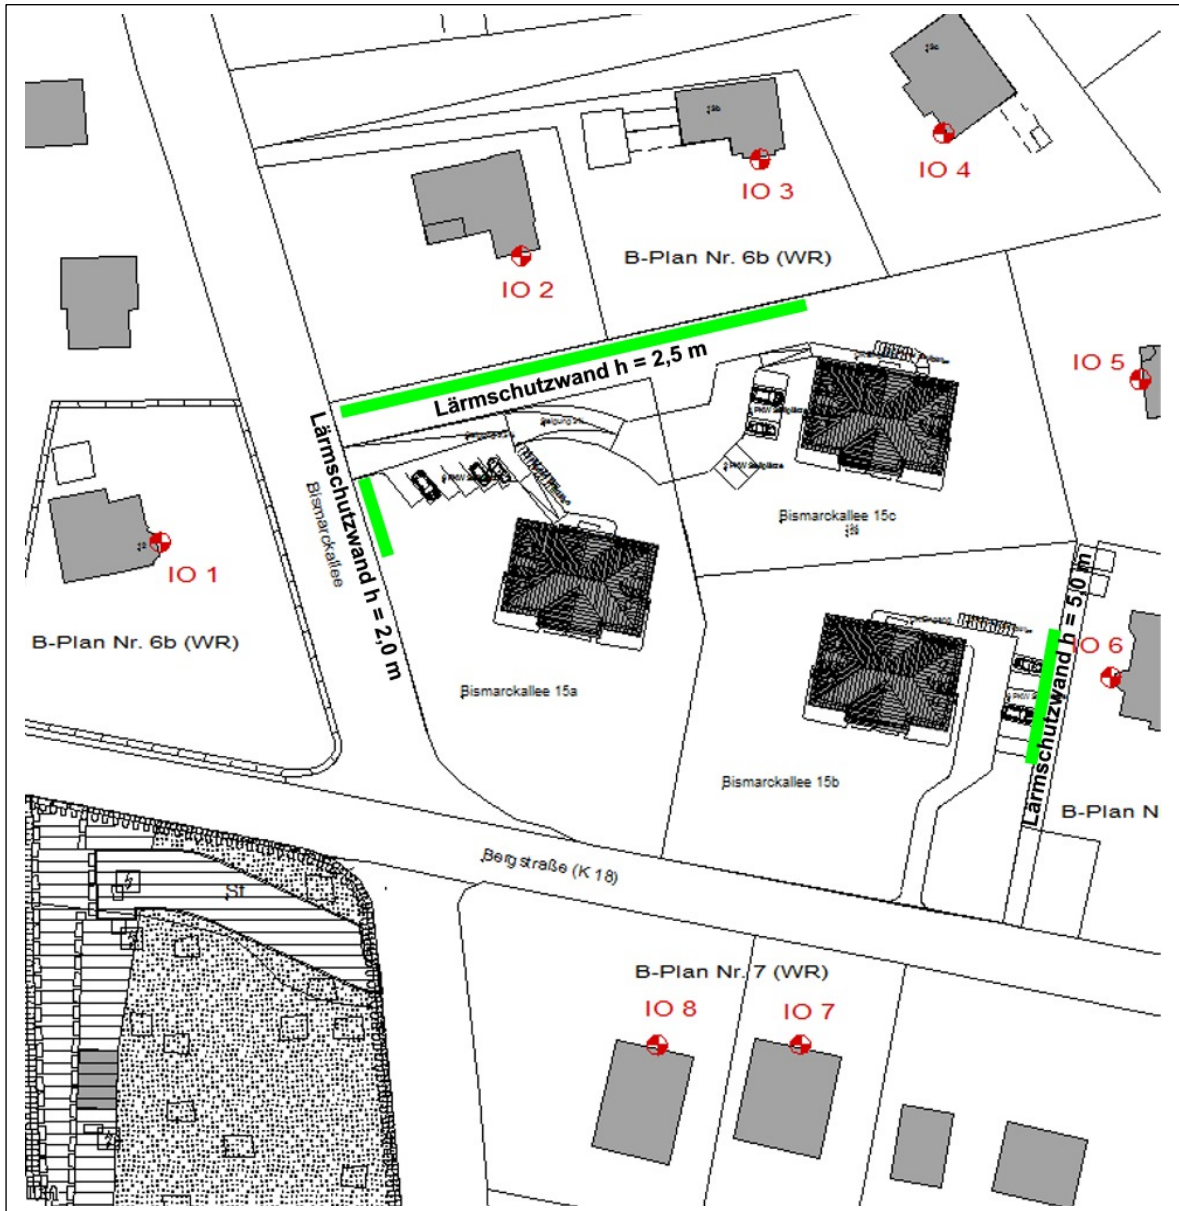 IO 4
IO 3
B-Plan Nr. 6b (WR)
IO 2
IO 5
Lärmschutzwand h = 2,5 m
Lärmschutzwand h = 2,0 m
Bismarckallee
Bismarckallee 15c
IO 1
Lärmschutzwand h = 5,0 m
B-Plan Nr. 6b (WR)
IO 6
Bismarckallee 15a
Bismarckallee 15b
B-Plan N
Bergstraße (K 18)
St
B-Plan Nr. 7 (WR)
IO 8
IO 7